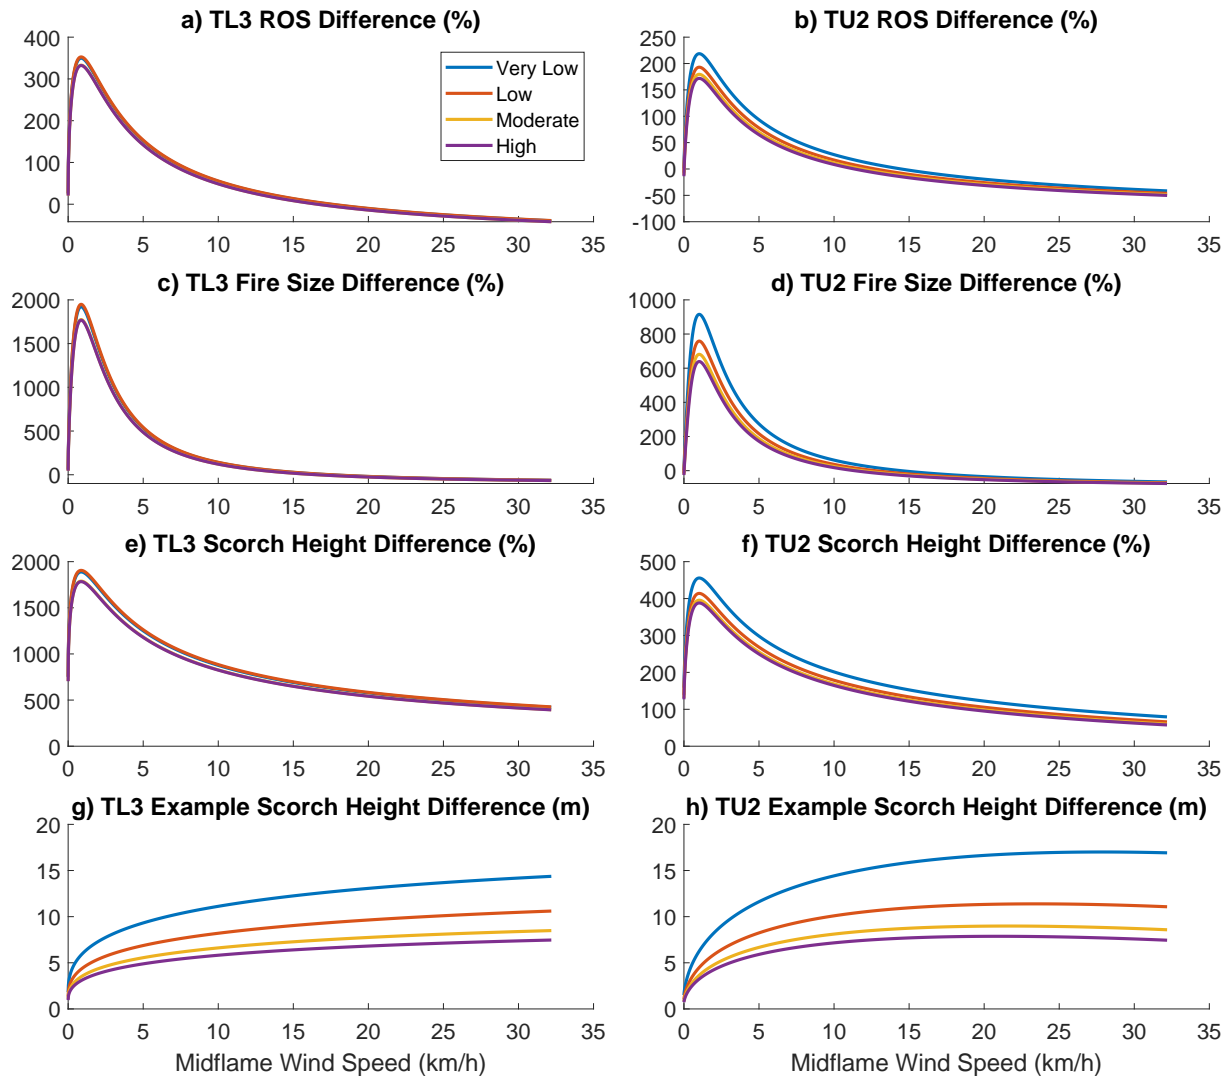 a) TL3 ROS Difference (%)
400
300
200
100
0
0 5 10 15 20 25 30 35
Very Low
Low
Moderate
High
b) TU2 ROS Difference (%)
250
200
150
100
50
0
-50
-100
0 5 10 15 20 25 30 35
c) TL3 Fire Size Difference (%)
2000
1500
1000
500
0
0 5 10 15 20 25 30 35
d) TU2 Fire Size Difference (%)
1000
800
600
400
200
0
0 5 10 15 20 25 30 35
e) TL3 Scorch Height Difference (%)
2000
1500
1000
500
0
0 5 10 15 20 25 30 35
f) TU2 Scorch Height Difference (%)
500
400
300
200
100
0
0 5 10 15 20 25 30 35
g) TL3 Example Scorch Height Difference (m)
20
15
10
5
0
0 5 10 15 20 25 30 35
Midflame Wind Speed (km/h)
h) TU2 Example Scorch Height Difference (m)
20
15
10
5
0
0 5 10 15 20 25 30 35
Midflame Wind Speed (km/h)